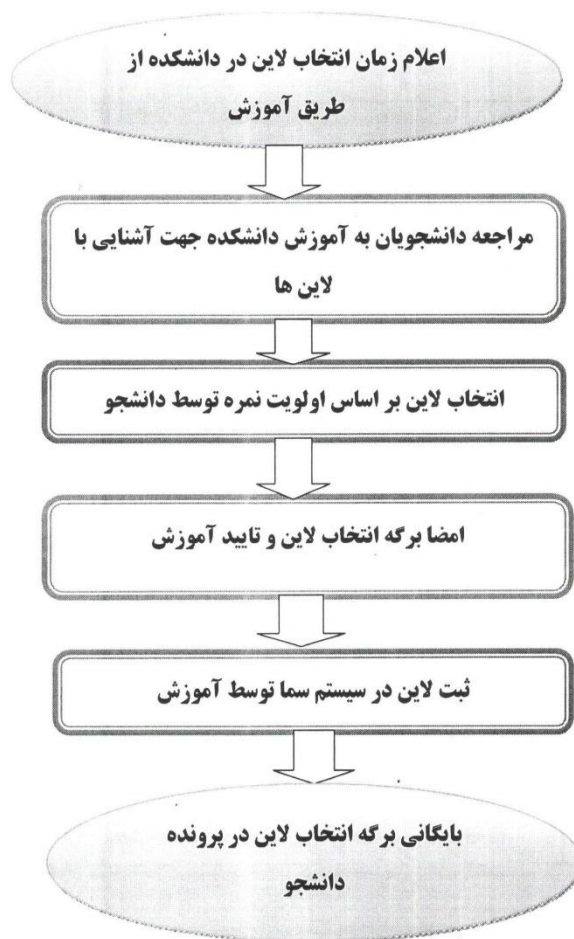 اعلام زمان انتخاب لاین در دانشکده از
طریق آموزش
مراجعه دانشجویان به آموزش دانشکده جهت آشنایی با
لاین ها
انتخاب لاین بر اساس اولویت نمره توسط دانشجو
امضا برگه انتخاب لاین و تایید آموزش
ثبت لاین در سیستم سما توسط آموزش
بایگانی برگه انتخاب لاین در پرونده
دانشجو